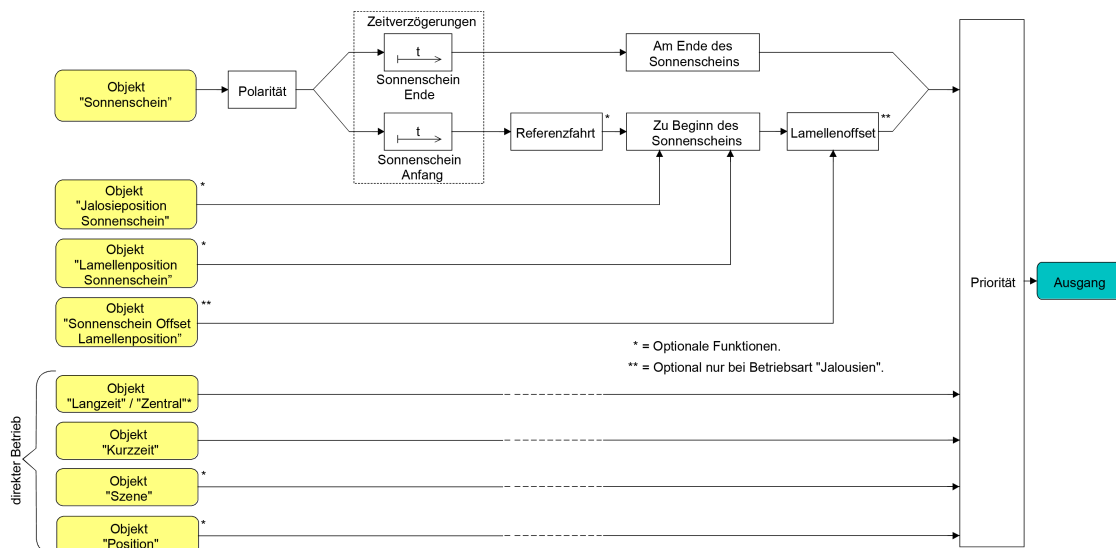 Zeitverzögerungen
t
Sonnenschein
Ende
Am Ende des
Sonnenscheins
Objekt
"Sonnenschein”
Polarität
t
Sonnenschein
Anfang
Referenzfahrt
*
Zu Beginn des
Sonnenscheins
Lamellenoffset
**
Objekt
"Jalosieposition
Sonnenschein"
*
Objekt
"Lamellenposition
Sonnenschein”
*
Objekt
"Sonnenschein Offset
Lamellenposition”
**
Priorität
Ausgang
* = Optionale Funktionen.
** = Optional nur bei Betriebsart "Jalousien".
direkter Betrieb
Objekt
"Langzeit" / "Zentral"*
Objekt
"Kurzzeit"
Objekt
"Szene"
*
Objekt
"Position"
*